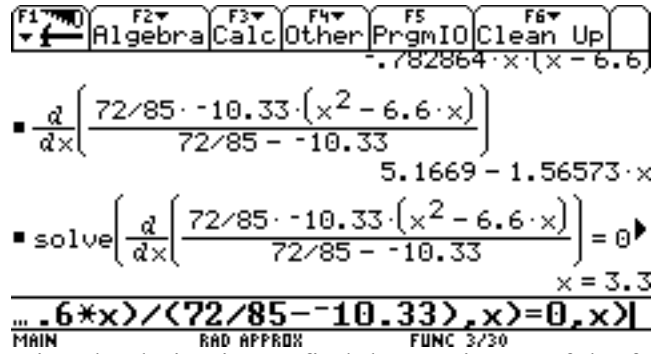 F1 F2 F3 F4 F5 F6
Algebra Calc Other PrgmIO Clean Up
-.782864·x·(x-6.6)
d/dx(72/85·-10.33·(x²-6.6·x)/72/85--10.33)
5.1669-1.56573·x
solve(d/dx(72/85·-10.33·(x²-6.6·x)/72/85--10.33)=0
x=3.3
….6*x)/(72/85--10.33),x)=0,x)
MAIN RAD APPROX FUNC 3/30